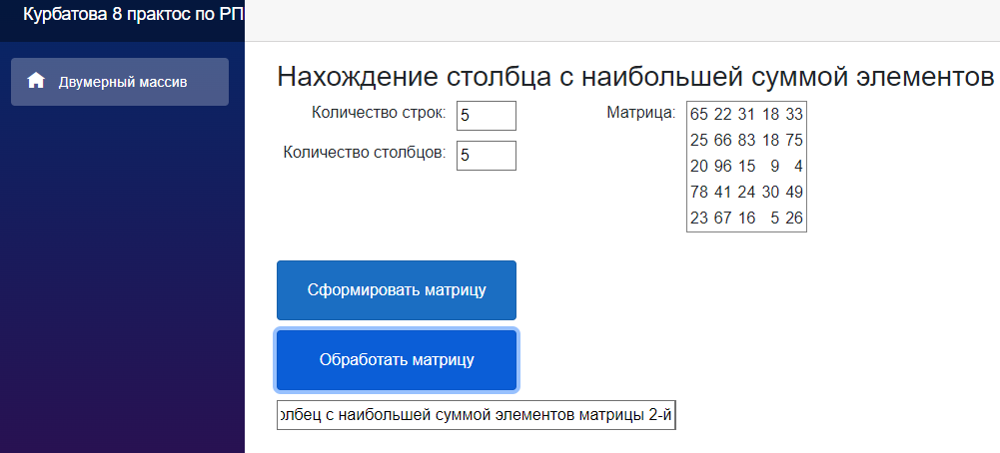 Курбатова 8 практос по РП
Двумерный массив
Нахождение столбца с наибольшей суммой элементов
Количество строк: 5
Количество столбцов: 5
Матрица:
65 22 31 18 33
25 66 83 18 75
20 96 15 9 4
78 41 24 30 49
23 67 16 5 26
Сформировать матрицу
Обработать матрицу
олбец с наибольшей суммой элементов матрицы 2-й